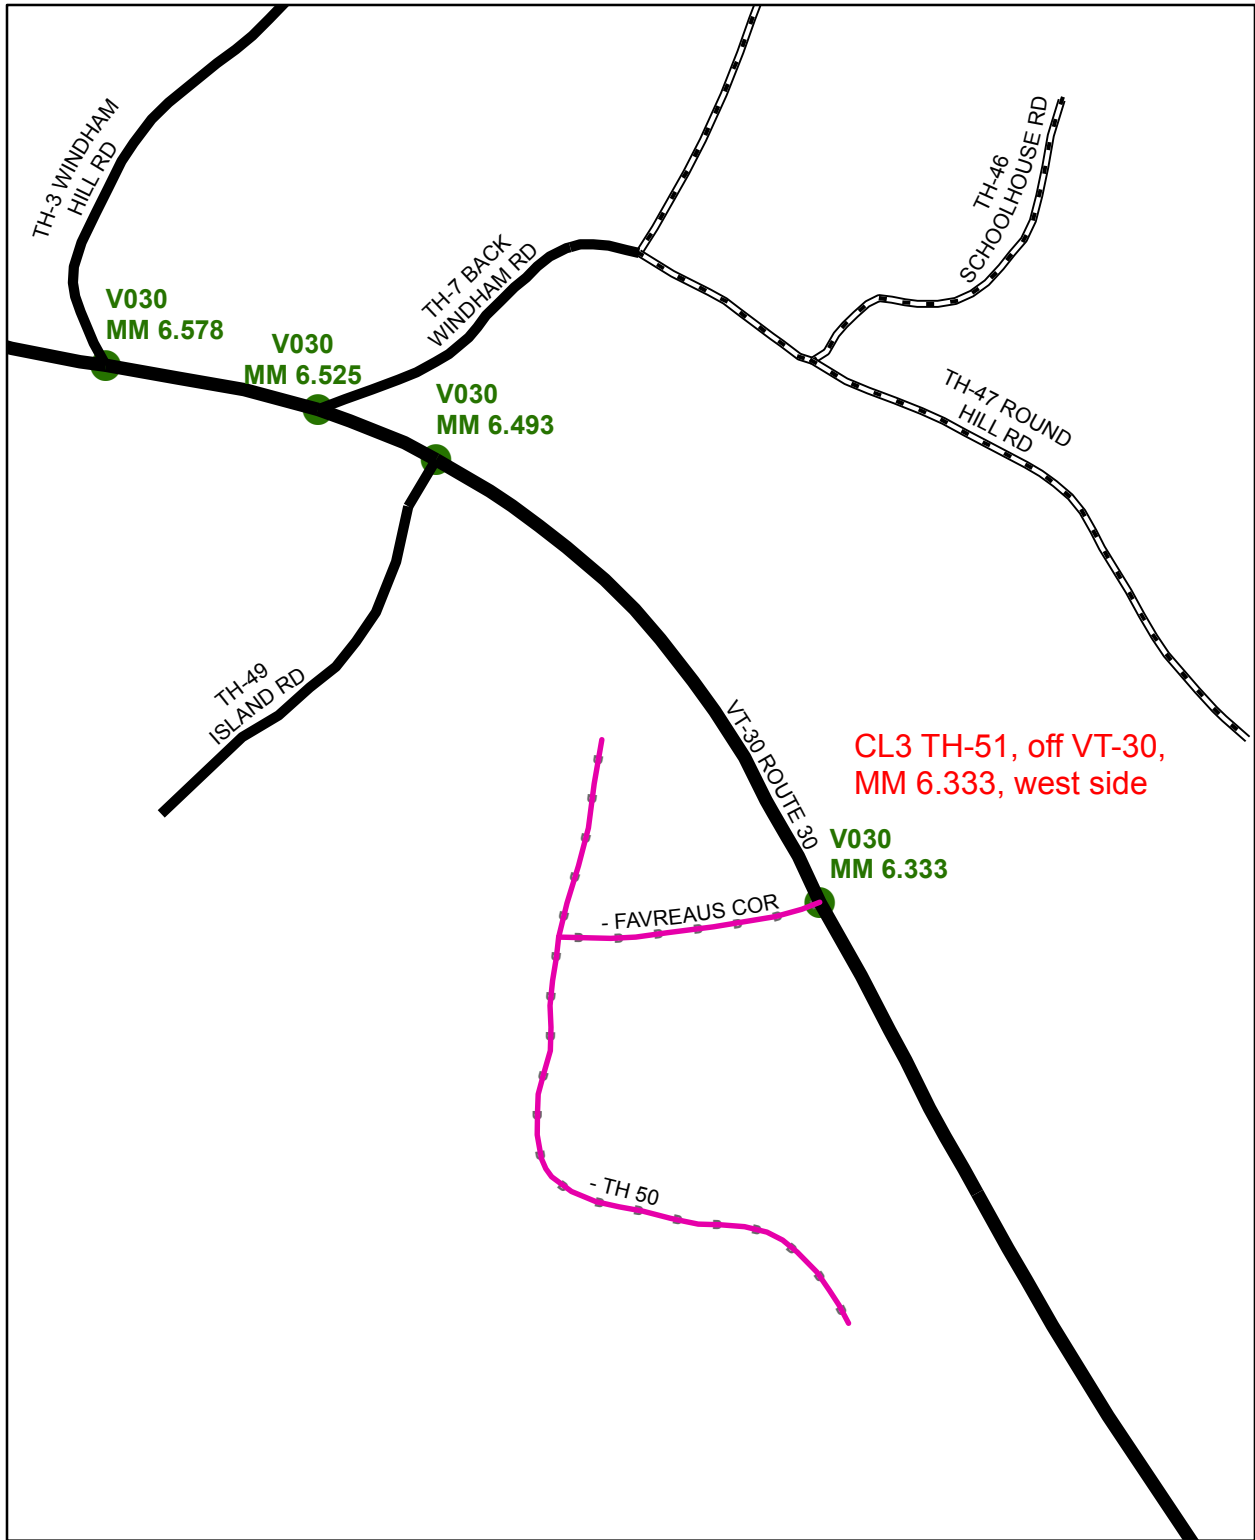 TH-3 WINDHAM
HILL RD
TH-46
SCHOOLHOUSE RD
TH-7 BACK
WINDHAM RD
V030
MM 6.578
V030
MM 6.525
V030
MM 6.493
TH-47 ROUND
HILL RD
TH-49
ISLAND RD
VT-30 ROUTE 30
CL3 TH-51, off VT-30,
MM 6.333, west side
V030
MM 6.333
- FAVREAUS COR
- TH 50